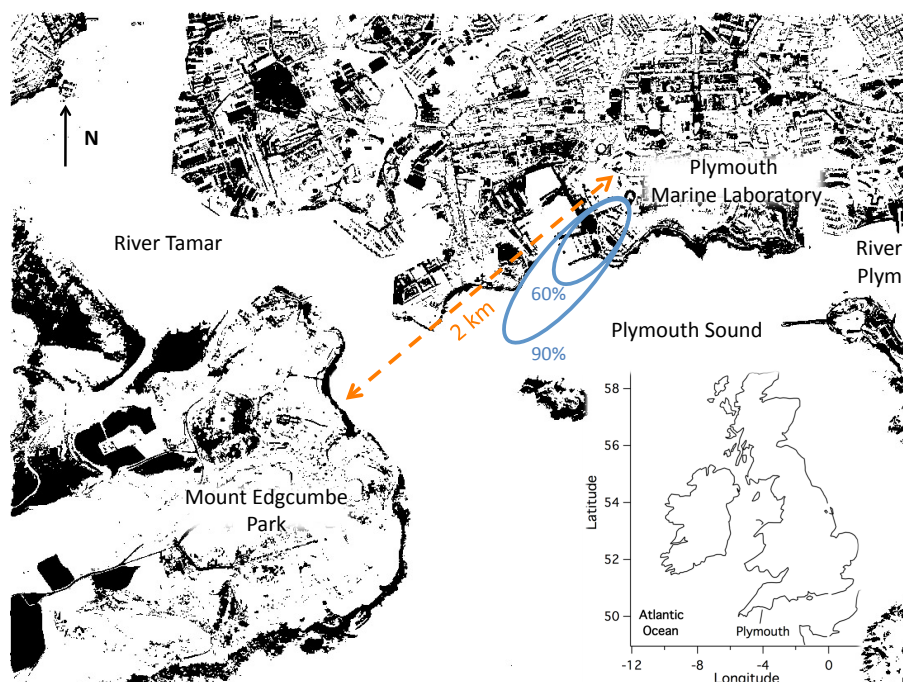 N
Plymouth
Marine Laboratory
River Tamar
River
Plym
60%
2 km
Plymouth Sound
90%
Mount Edgcumbe
Park
58
56
54
52
50
Latitude
Atlantic
Ocean
Plymouth
-12
-8
-4
0
Longitude